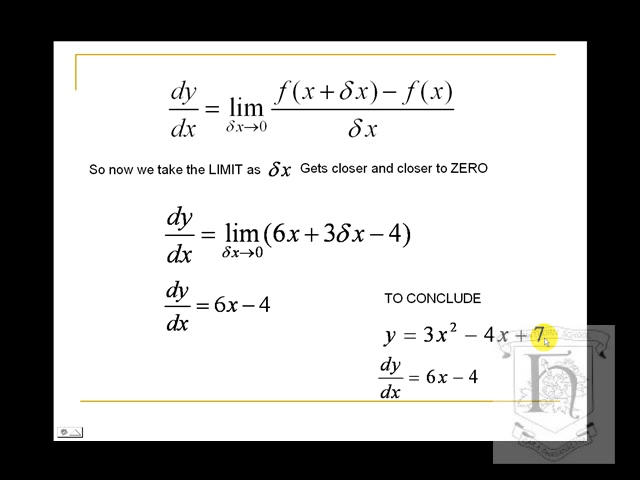 dy/dx = lim δx→0 f(x + δx) − f(x) / δx
So now we take the LIMIT as δx Gets closer and closer to ZERO
dy/dx = lim δx→0 (6x + 3δx − 4)
dy/dx = 6x − 4
TO CONCLUDE
y = 3x² − 4x + 7
dy/dx = 6x − 4